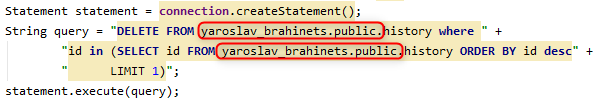 Statement statement = connection.createStatement();
String query = "DELETE FROM yaroslav_brahinets.public.history where " +
"id in (SELECT id FROM yaroslav_brahinets.public.history ORDER BY id desc" +
" LIMIT 1)";
statement.execute(query);